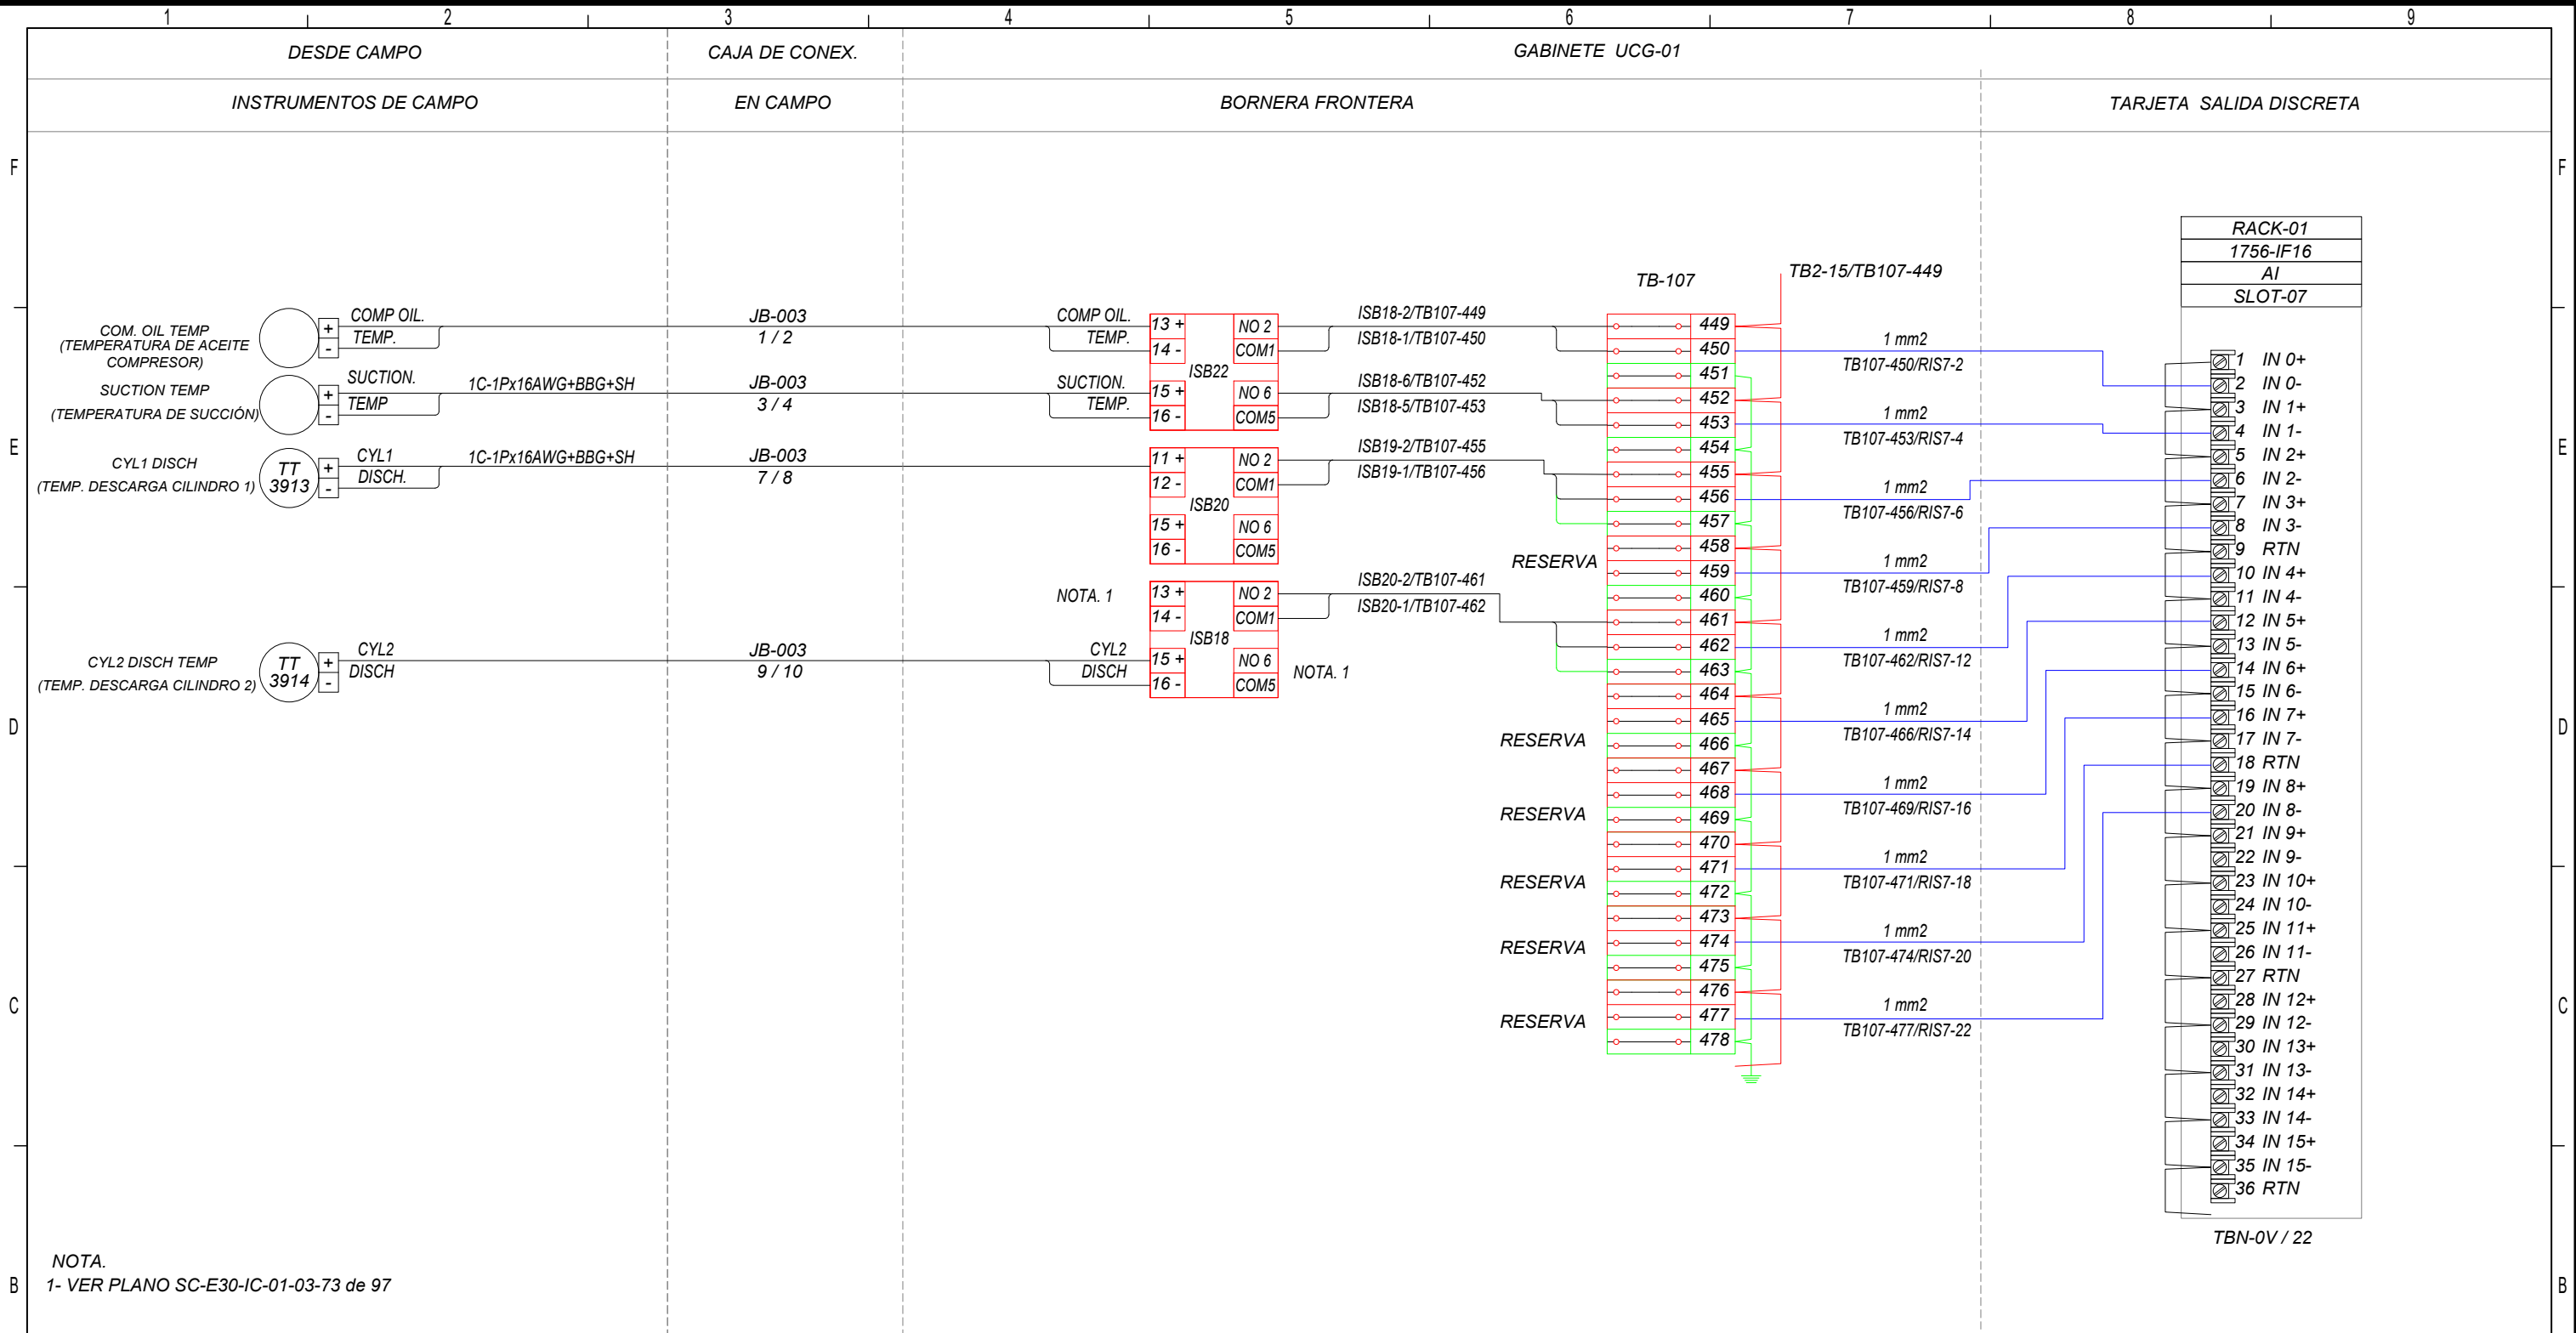 1 2 3 4 5 6 7 8 9
DESDE CAMPO
CAJA DE CONEX.
GABINETE UCG-01
INSTRUMENTOS DE CAMPO
EN CAMPO
BORNERA FRONTERA
TARJETA SALIDA DISCRETA
F
F
E
E
D
D
C
C
B
B
COM. OIL TEMP
(TEMPERATURA DE ACEITE
COMPRESOR)
+
-
COMP OIL.
TEMP.
SUCTION TEMP
(TEMPERATURA DE SUCCIÓN)
+
-
SUCTION.
TEMP
1C-1Px16AWG+BBG+SH
CYL1 DISCH
(TEMP. DESCARGA CILINDRO 1)
TT
3913
+
-
CYL1
DISCH.
1C-1Px16AWG+BBG+SH
CYL2 DISCH TEMP
(TEMP. DESCARGA CILINDRO 2)
TT
3914
+
-
CYL2
DISCH
JB-003
1 / 2
JB-003
3 / 4
JB-003
7 / 8
JB-003
9 / 10
COMP OIL.
TEMP.
SUCTION.
TEMP.
NOTA. 1
CYL2
DISCH
13 +
14 -
15 +
16 -
ISB22
NO 2
COM1
NO 6
COM5
11 +
12 -
15 +
16 -
ISB20
NO 2
COM1
NO 6
COM5
13 +
14 -
15 +
16 -
ISB18
NO 2
COM1
NO 6
COM5
NOTA. 1
ISB18-2/TB107-449
ISB18-1/TB107-450
ISB18-6/TB107-452
ISB18-5/TB107-453
ISB19-2/TB107-455
ISB19-1/TB107-456
ISB20-2/TB107-461
ISB20-1/TB107-462
RESERVA
RESERVA
RESERVA
RESERVA
RESERVA
RESERVA
TB-107
449
450
451
452
453
454
455
456
457
458
459
460
461
462
463
464
465
466
467
468
469
470
471
472
473
474
475
476
477
478
TB2-15/TB107-449
1 mm2
TB107-450/RIS7-2
1 mm2
TB107-453/RIS7-4
1 mm2
TB107-456/RIS7-6
1 mm2
TB107-459/RIS7-8
1 mm2
TB107-462/RIS7-12
1 mm2
TB107-466/RIS7-14
1 mm2
TB107-469/RIS7-16
1 mm2
TB107-471/RIS7-18
1 mm2
TB107-474/RIS7-20
1 mm2
TB107-477/RIS7-22
RACK-01
1756-IF16
AI
SLOT-07
1 IN 0+
2 IN 0-
3 IN 1+
4 IN 1-
5 IN 2+
6 IN 2-
7 IN 3+
8 IN 3-
9 RTN
10 IN 4+
11 IN 4-
12 IN 5+
13 IN 5-
14 IN 6+
15 IN 6-
16 IN 7+
17 IN 7-
18 RTN
19 IN 8+
20 IN 8-
21 IN 9+
22 IN 9-
23 IN 10+
24 IN 10-
25 IN 11+
26 IN 11-
27 RTN
28 IN 12+
29 IN 12-
30 IN 13+
31 IN 13-
32 IN 14+
33 IN 14-
34 IN 15+
35 IN 15-
36 RTN
TBN-0V / 22
NOTA.
1- VER PLANO SC-E30-IC-01-03-73 de 97